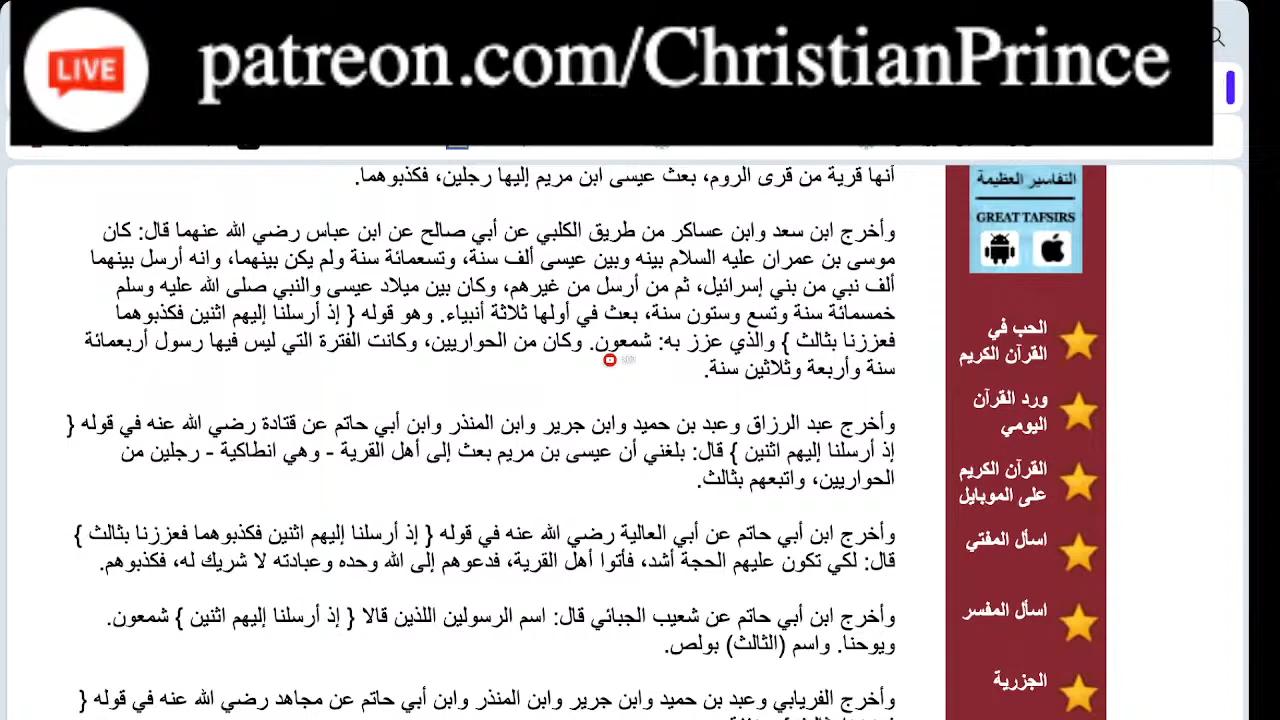 LIVE
patreon.com/ChristianPrince
أنها قرية من قرى الروم، بعث عيسى ابن مريم إليها رجلين، فكذبوهما.
وأخرج ابن سعد وابن عساكر من طريق الكلبي عن أبي صالح عن ابن عباس رضي الله عنهما قال: كان
موسى بن عمران عليه السلام بينه وبين عيسى ألف سنة، وتسعمائة سنة ولم يكن بينهما، وانه أرسل بينهما
ألف نبي من بني إسرائيل، ثم من أرسل من غيرهم، وكان بين ميلاد عيسى والنبي صلى الله عليه وسلم
خمسمائة سنة وتسع وستون سنة، بعث في أولها ثلاثة أنبياء. وهو قوله { إذ أرسلنا إليهم اثنين فكذبوهما
فعززنا بثالث } والذي عزز به: شمعون. وكان من الحواريين، وكانت الفترة التي ليس فيها رسول أربعمائة
سنة وأربعة وثلاثين سنة.
وأخرج عبد الرزاق وعبد بن حميد وابن جرير وابن المنذر وابن أبي حاتم عن قتادة رضي الله عنه في قوله {
إذ أرسلنا إليهم اثنين } قال: بلغني أن عيسى بن مريم بعث إلى أهل القرية - وهي انطاكية - رجلين من
الحواريين، واتبعهم بثالث.
وأخرج ابن أبي حاتم عن أبي العالية رضي الله عنه في قوله { إذ أرسلنا إليهم اثنين فكذبوهما فعززنا بثالث }
قال: لكي تكون عليهم الحجة أشد، فأتوا أهل القرية، فدعوهم إلى الله وحده وعبادته لا شريك له، فكذبوهم.
وأخرج ابن أبي حاتم عن شعيب الجبائي قال: اسم الرسولين اللذين قالا { إذ أرسلنا إليهم اثنين } شمعون.
ويوحنا. واسم (الثالث) بولص.
وأخرج الفريابي وعبد بن حميد وابن جرير وابن المنذر وابن أبي حاتم عن مجاهد رضي الله عنه في قوله {
التفاسير العظيمة
GREAT TAFSIRS
الحب في
القرآن الكريم
ورد القرآن
اليومي
القرآن الكريم
على الموبايل
اسأل المفتي
اسأل المفسر
الجزرية